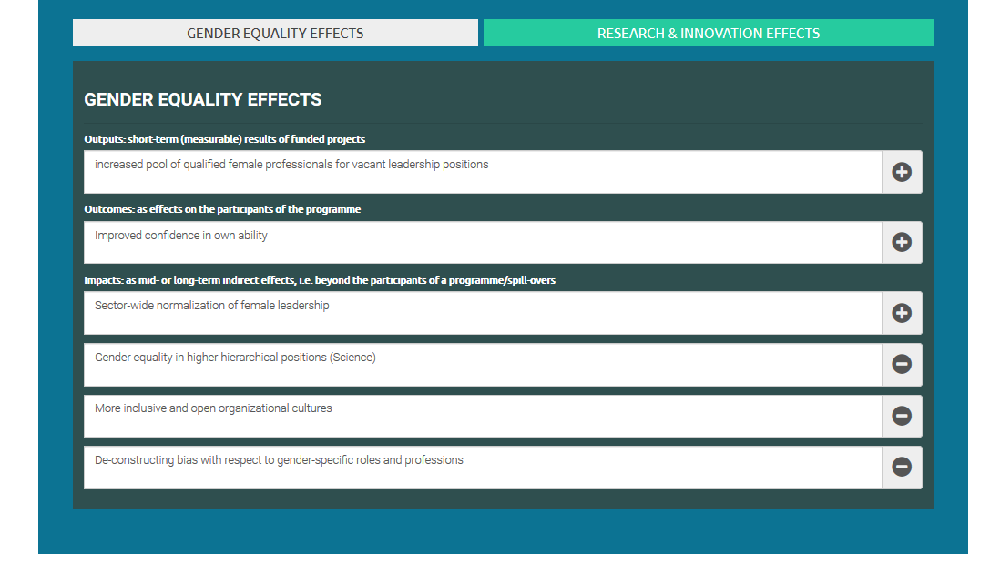 GENDER EQUALITY EFFECTS
RESEARCH & INNOVATION EFFECTS
GENDER EQUALITY EFFECTS
Outputs: short-term (measurable) results of funded projects
increased pool of qualified female professionals for vacant leadership positions
Outcomes: as effects on the participants of the programme
Improved confidence in own ability
Impacts: as mid- or long-term indirect effects, i.e. beyond the participants of a programme/spill-overs
Sector-wide normalization of female leadership
Gender equality in higher hierarchical positions (Science)
More inclusive and open organizational cultures
De-constructing bias with respect to gender-specific roles and professions